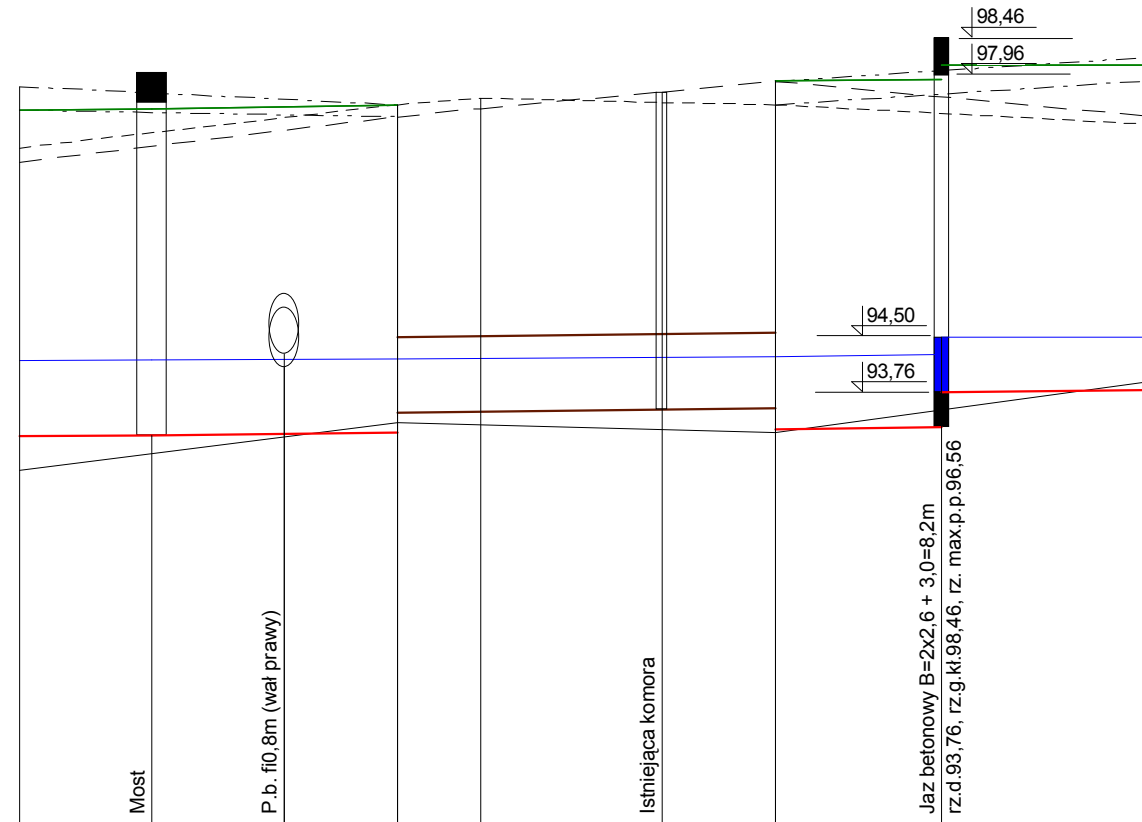 98,46
97,96
94,50
93,76
Most
P.b. fi0,8m (wał prawy)
Istniejąca komora
Jaz betonowy B=2x2,6 + 3,0=8,2m
rz.d.93,76, rz.g.kł.98,46, rz. max.p.p.96,56